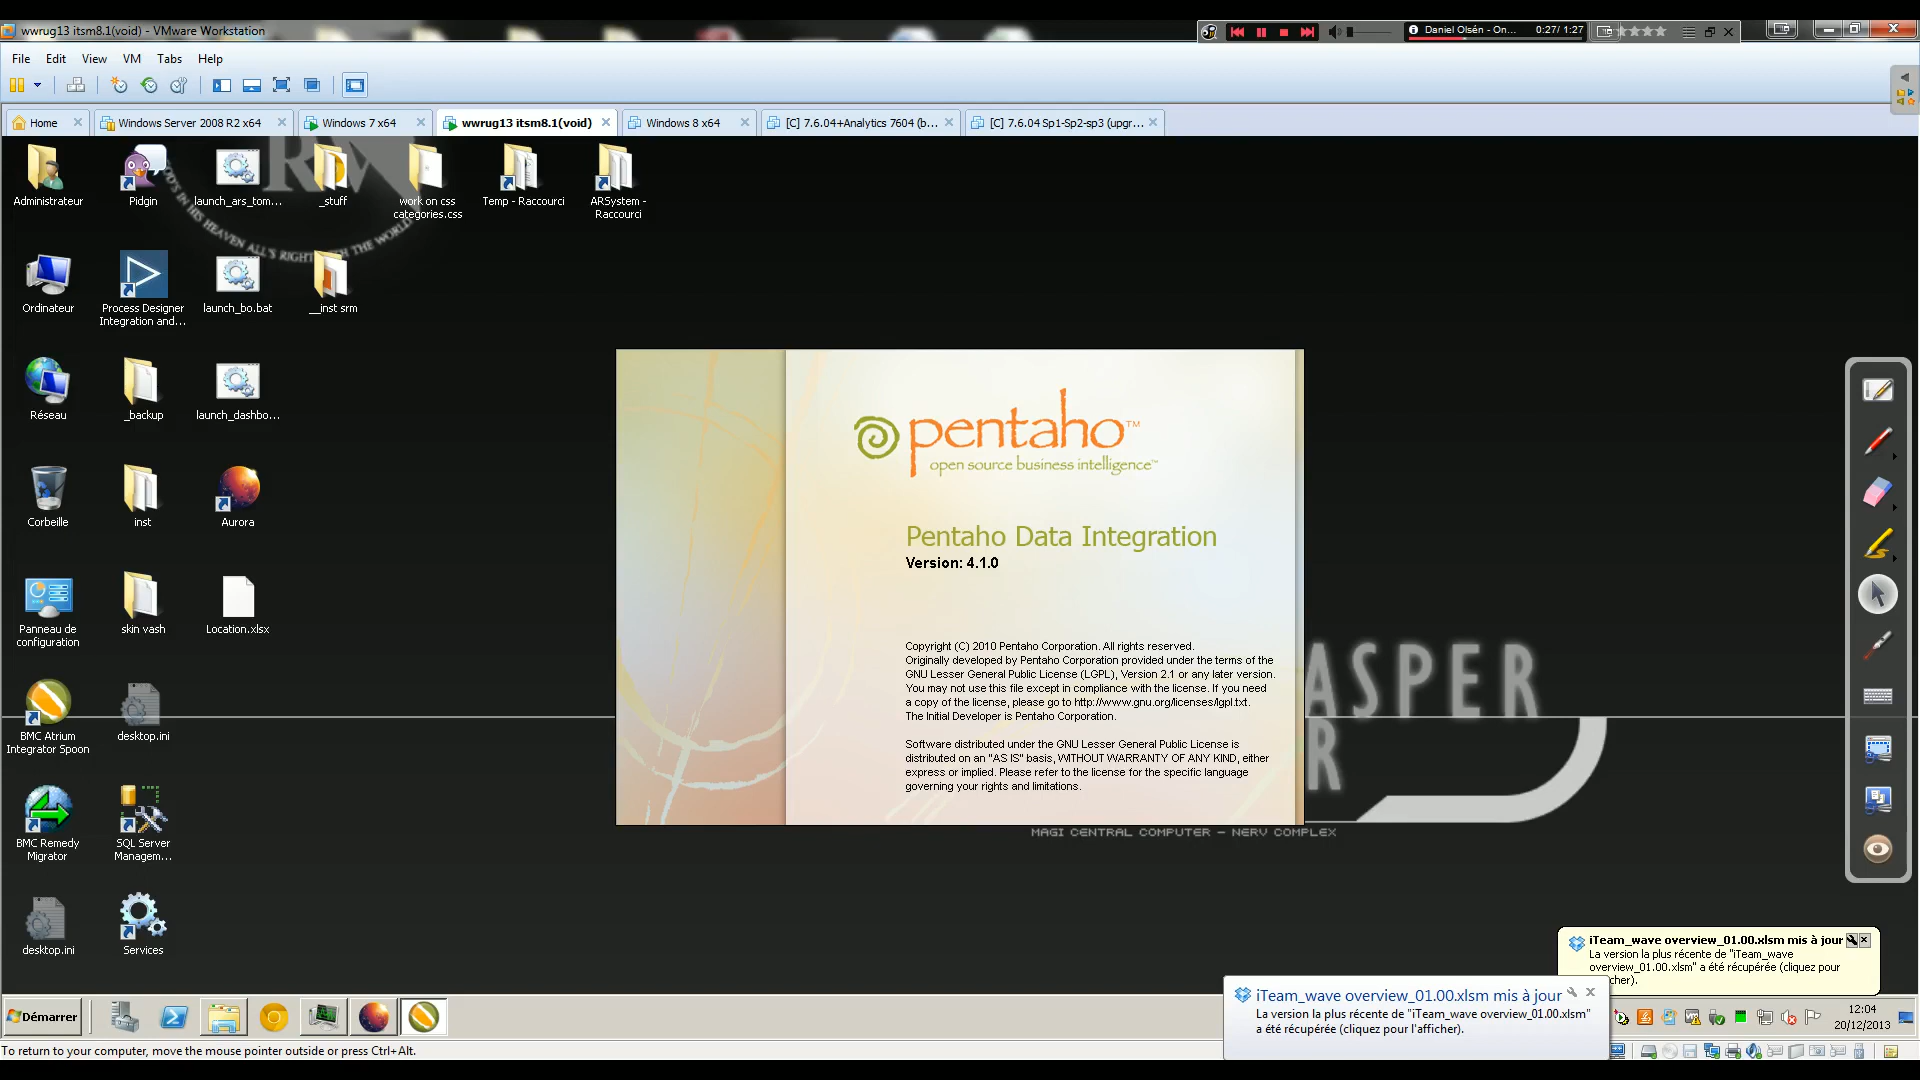 wwrug13 itsm8.1(void) - VMware Workstation
Daniel Olsén - On... 0:27/ 1:27
File Edit View VM Tabs Help
Home
Windows Server 2008 R2 x64
Windows 7 x64
wwrug13 itsm8.1(void)
Windows 8 x64
[C] 7.6.04+Analytics 7604 (b...
[C] 7.6.04 Sp1-Sp2-sp3 (upgr...
Administrateur
Pidgin
launch_ars_tom...
_stuff
work on css
categories.css
Temp - Raccourci
ARSystem -
Raccourci
Ordinateur
Process Designer
Integration and...
launch_bo.bat
__inst srm
Réseau
_backup
launch_dashbo...
Corbeille
inst
Aurora
Panneau de
configuration
skin vash
Location.xlsx
BMC Atrium
Integrator Spoon
desktop.ini
BMC Remedy
Migrator
SQL Server
Managem...
desktop.ini
Services
pentaho™
open source business intelligence™
Pentaho Data Integration
Version: 4.1.0
Copyright (C) 2010 Pentaho Corporation. All rights reserved.
Originally developed by Pentaho Corporation provided under the terms of the
GNU Lesser General Public License (LGPL), Version 2.1 or any later version.
You may not use this file except in compliance with the license. If you need
a copy of the license, please go to http://www.gnu.org/licenses/lgpl.txt.
The Initial Developer is Pentaho Corporation.
Software distributed under the GNU Lesser General Public License is
distributed on an "AS IS" basis, WITHOUT WARRANTY OF ANY KIND, either
express or implied. Please refer to the license for the specific language
governing your rights and limitations.
ASPER
R
MAGI CENTRAL COMPUTER - NERV COMPLEX
iTeam_wave overview_01.00.xlsm mis à jour
La version la plus récente de "iTeam_wave
overview_01.00.xlsm" a été récupérée (cliquez pour
cher).
iTeam_wave overview_01.00.xlsm mis à jour
La version la plus récente de "iTeam_wave overview_01.00.xlsm"
a été récupérée (cliquez pour l'afficher).
Démarrer
12:04
20/12/2013
To return to your computer, move the mouse pointer outside or press Ctrl+Alt.